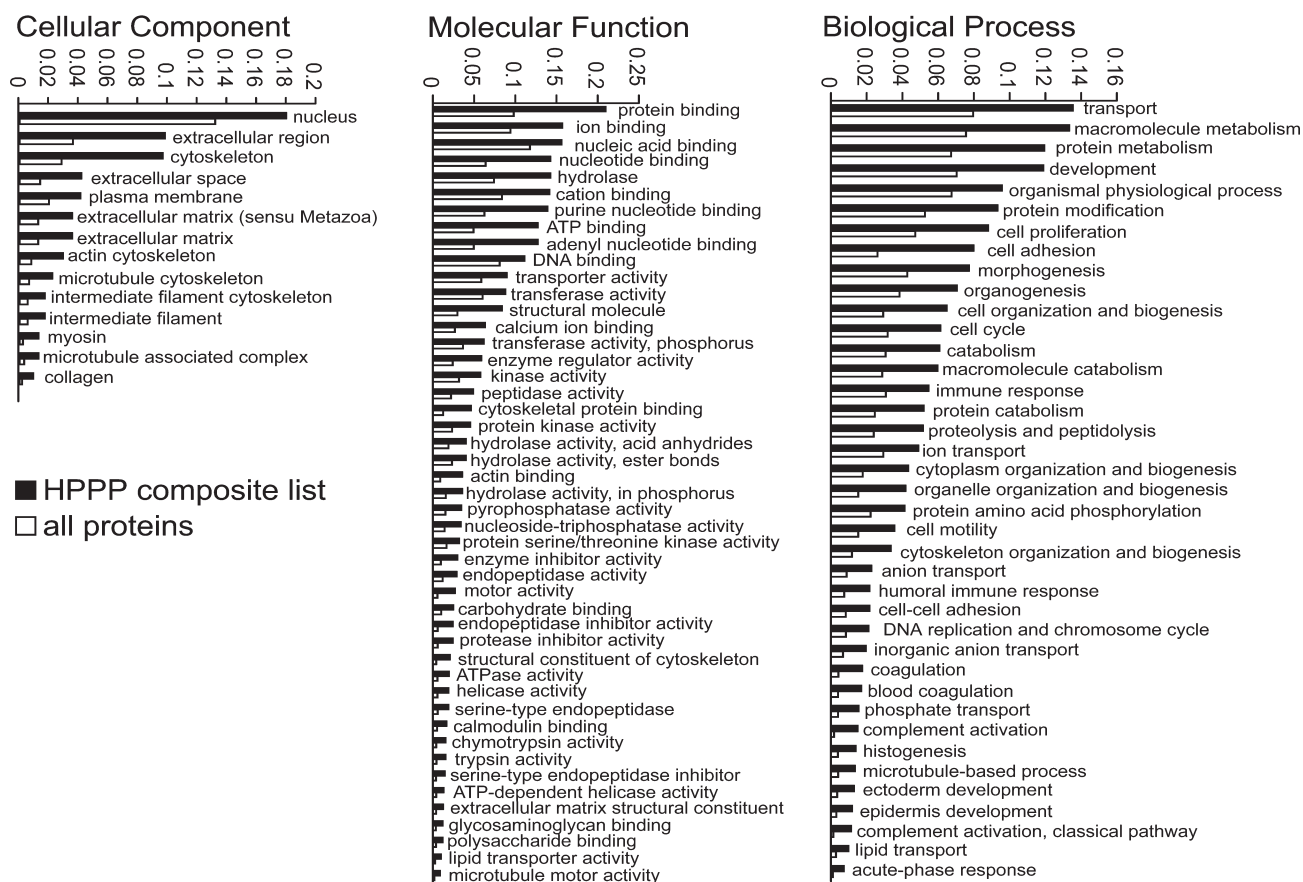 Cellular Component
0 0.02 0.04 0.06 0.08 0.1 0.12 0.14 0.16 0.18 0.2
nucleus
extracellular region
cytoskeleton
extracellular space
plasma membrane
extracellular matrix (sensu Metazoa)
extracellular matrix
actin cytoskeleton
microtubule cytoskeleton
intermediate filament cytoskeleton
intermediate filament
myosin
microtubule associated complex
collagen
HPPP composite list
all proteins
Molecular Function
0 0.05 0.1 0.15 0.2 0.25
protein binding
ion binding
nucleic acid binding
nucleotide binding
hydrolase
cation binding
purine nucleotide binding
ATP binding
adenyl nucleotide binding
DNA binding
transporter activity
transferase activity
structural molecule
calcium ion binding
transferase activity, phosphorus
enzyme regulator activity
kinase activity
peptidase activity
cytoskeletal protein binding
protein kinase activity
hydrolase activity, acid anhydrides
hydrolase activity, ester bonds
actin binding
hydrolase activity, in phosphorus
pyrophosphatase activity
nucleoside-triphosphatase activity
protein serine/threonine kinase activity
enzyme inhibitor activity
endopeptidase activity
motor activity
carbohydrate binding
endopeptidase inhibitor activity
protease inhibitor activity
structural constituent of cytoskeleton
ATPase activity
helicase activity
serine-type endopeptidase
calmodulin binding
chymotrypsin activity
trypsin activity
serine-type endopeptidase inhibitor
ATP-dependent helicase activity
extracellular matrix structural constituent
glycosaminoglycan binding
polysaccharide binding
lipid transporter activity
microtubule motor activity
Biological Process
0 0.02 0.04 0.06 0.08 0.1 0.12 0.14 0.16
transport
macromolecule metabolism
protein metabolism
development
organismal physiological process
protein modification
cell proliferation
cell adhesion
morphogenesis
organogenesis
cell organization and biogenesis
cell cycle
catabolism
macromolecule catabolism
immune response
protein catabolism
proteolysis and peptidolysis
ion transport
cytoplasm organization and biogenesis
organelle organization and biogenesis
protein amino acid phosphorylation
cell motility
cytoskeleton organization and biogenesis
anion transport
humoral immune response
cell-cell adhesion
DNA replication and chromosome cycle
inorganic anion transport
coagulation
blood coagulation
phosphate transport
complement activation
histogenesis
microtubule-based process
ectoderm development
epidermis development
complement activation, classical pathway
lipid transport
acute-phase response